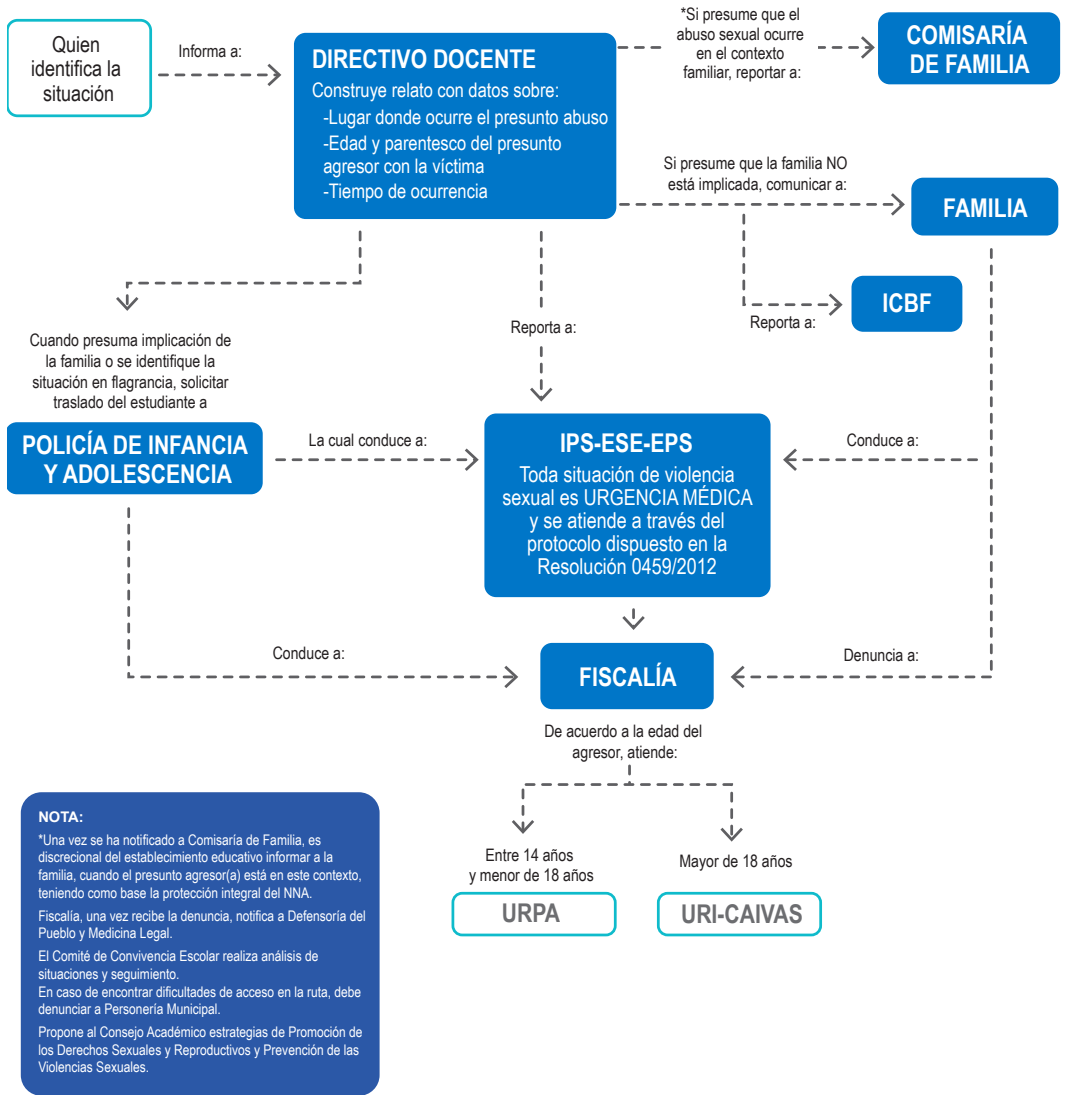 Quien
identifica la
situación
Informa a:
DIRECTIVO DOCENTE
Construye relato con datos sobre:
-Lugar donde ocurre el presunto abuso
-Edad y parentesco del presunto
agresor con la víctima
-Tiempo de ocurrencia
*Si presume que el
abuso sexual ocurre
en el contexto
familiar, reportar a:
COMISARÍA
DE FAMILIA
Si presume que la familia NO
está implicada, comunicar a:
FAMILIA
ICBF
Reporta a:
Reporta a:
Cuando presuma implicación de
la familia o se identifique la
situación en flagrancia, solicitar
traslado del estudiante a
POLICÍA DE INFANCIA
Y ADOLESCENCIA
La cual conduce a:
IPS-ESE-EPS
Toda situación de violencia
sexual es URGENCIA MÉDICA
y se atiende a través del
protocolo dispuesto en la
Resolución 0459/2012
Conduce a:
Conduce a:
FISCALÍA
Denuncia a:
De acuerdo a la edad del
agresor, atiende:
Entre 14 años
y menor de 18 años
URPA
Mayor de 18 años
URI-CAIVAS
NOTA:
*Una vez se ha notificado a Comisaría de Familia, es
discrecional del establecimiento educativo informar a la
familia, cuando el presunto agresor(a) está en este contexto,
teniendo como base la protección integral del NNA.
Fiscalía, una vez recibe la denuncia, notifica a Defensoría del
Pueblo y Medicina Legal.
El Comité de Convivencia Escolar realiza análisis de
situaciones y seguimiento.
En caso de encontrar dificultades de acceso en la ruta, debe
denunciar a Personería Municipal.
Propone al Consejo Académico estrategias de Promoción de
los Derechos Sexuales y Reproductivos y Prevención de las
Violencias Sexuales.